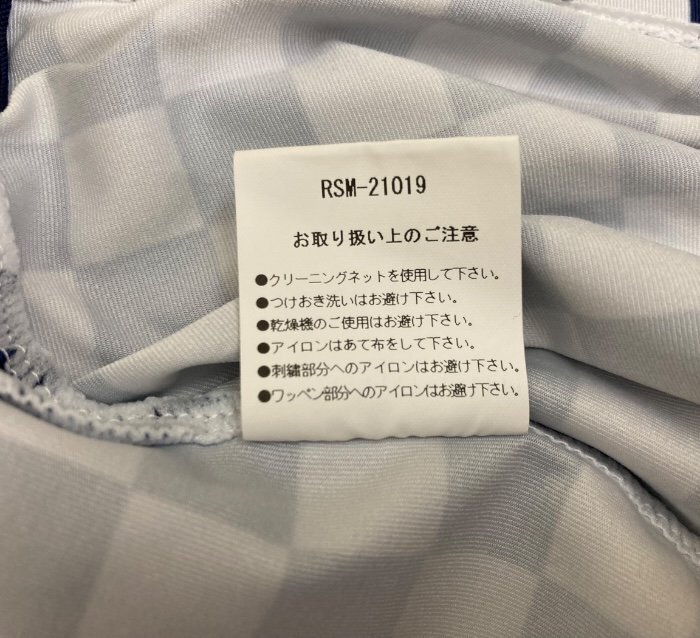 RSM-21019
お取り扱い上のご注意
●クリーニングネットを使用して下さい。
●つけおき洗いはお避け下さい。
●乾燥機のご使用はお避け下さい。
●アイロンはあて布をして下さい。
●刺繍部分へのアイロンはお避け下さい。
●ワッペン部分へのアイロンはお避け下さい。